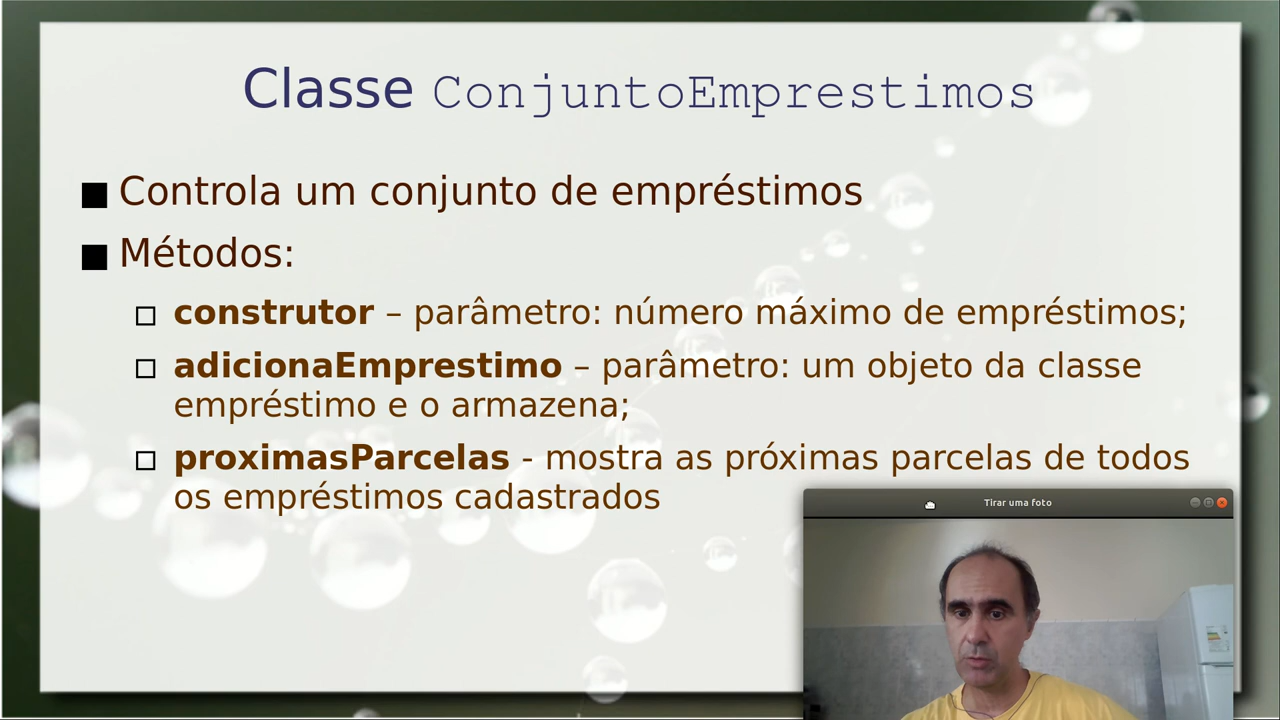 Classe ConjuntoEmprestimos
Controla um conjunto de empréstimos
Métodos:
construtor – parâmetro: número máximo de empréstimos;
adicionaEmprestimo – parâmetro: um objeto da classe
empréstimo e o armazena;
proximasParcelas - mostra as próximas parcelas de todos
os empréstimos cadastrados
Tirar uma foto